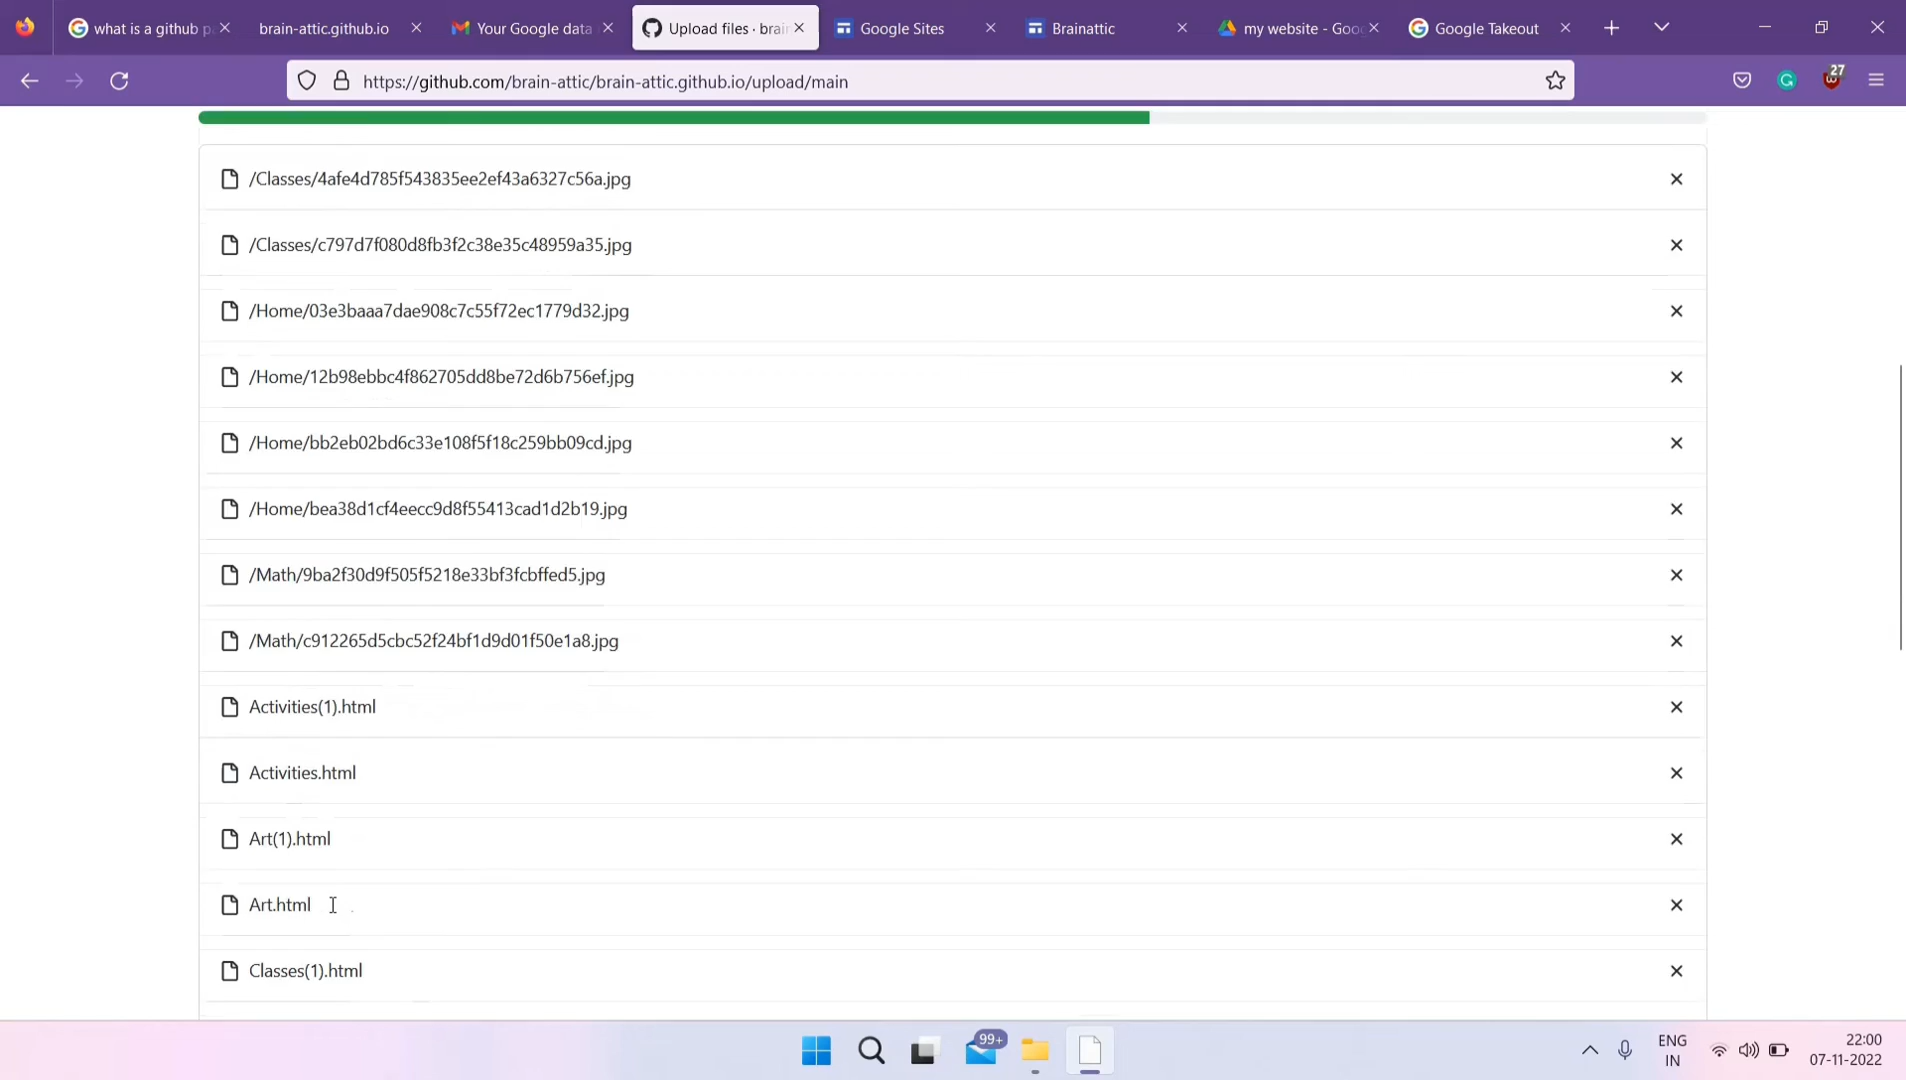 what is a github p
brain-attic.github.io
Your Google data
Upload files · brai
Google Sites
Brainattic
my website - Goo
Google Takeout
https://github.com/brain-attic/brain-attic.github.io/upload/main
27
/Classes/4afe4d785f543835ee2ef43a6327c56a.jpg
/Classes/c797d7f080d8fb3f2c38e35c48959a35.jpg
/Home/03e3baaa7dae908c7c55f72ec1779d32.jpg
/Home/12b98ebbc4f862705dd8be72d6b756ef.jpg
/Home/bb2eb02bd6c33e108f5f18c259bb09cd.jpg
/Home/bea38d1cf4eecc9d8f55413cad1d2b19.jpg
/Math/9ba2f30d9f505f5218e33bf3fcbffed5.jpg
/Math/c912265d5cbc52f24bf1d9d01f50e1a8.jpg
Activities(1).html
Activities.html
Art(1).html
Art.html
Classes(1).html
99+
ENG
IN
22:00
07-11-2022